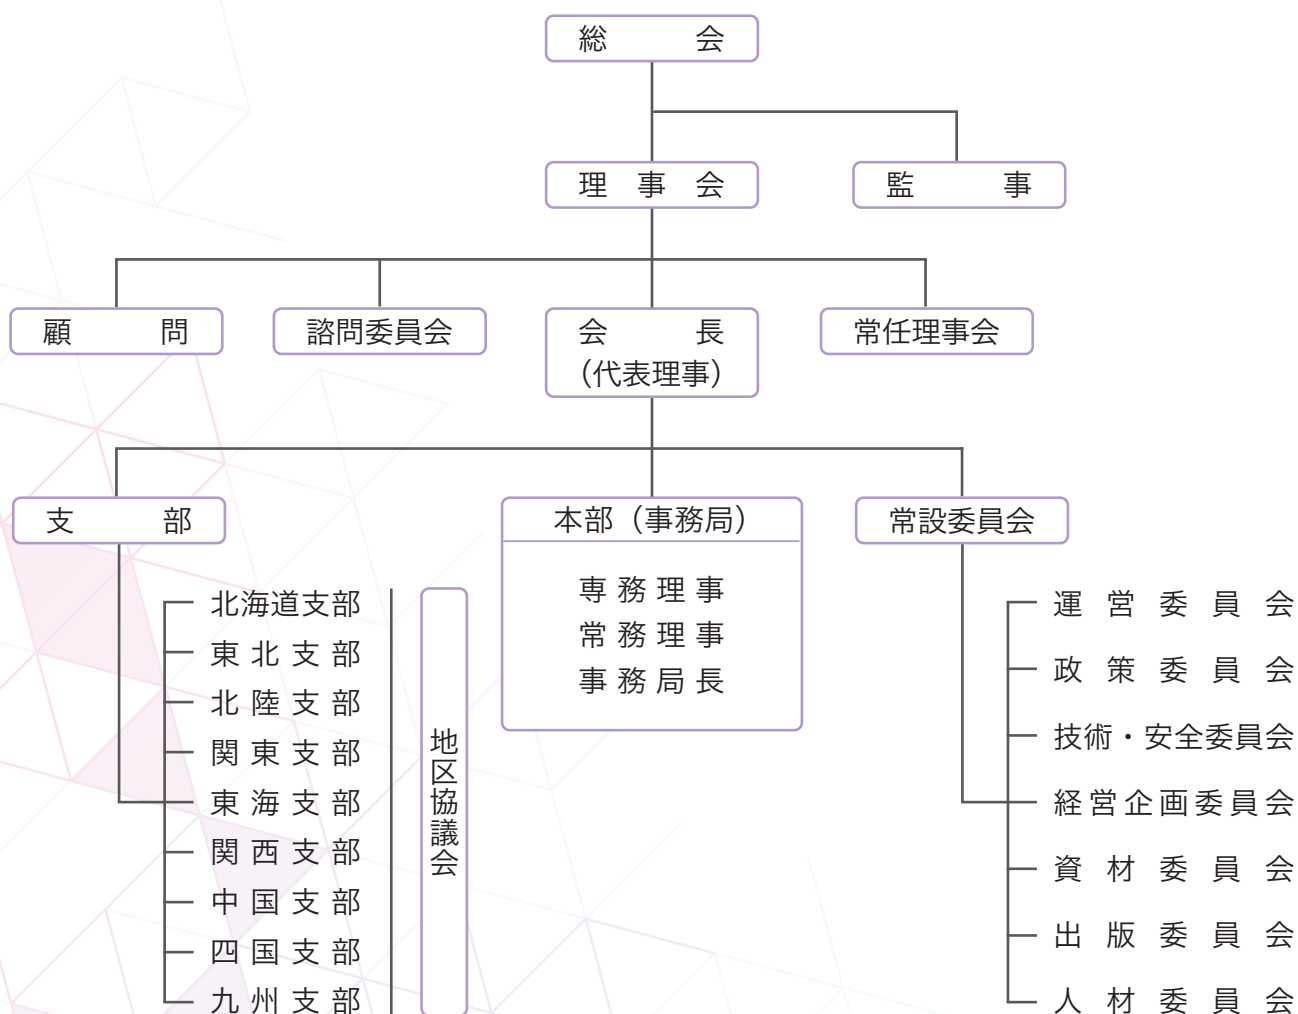 総会
理事会
監事
顧問
諮問委員会
会長
（代表理事）
常任理事会
支部
本部（事務局）
常設委員会
専務理事
常務理事
事務局長
北海道支部
東北支部
北陸支部
関東支部
東海支部
関西支部
中国支部
四国支部
九州支部
地区協議会
運営委員会
政策委員会
技術・安全委員会
経営企画委員会
資材委員会
出版委員会
人材委員会